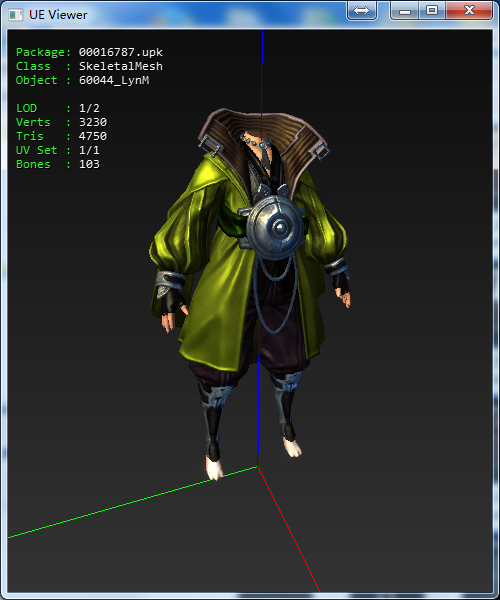 UE Viewer
Package: 00016787.upk
Class : SkeletalMesh
Object : 60044_LynM
LOD : 1/2
Verts : 3230
Tris : 4750
UV Set : 1/1
Bones : 103